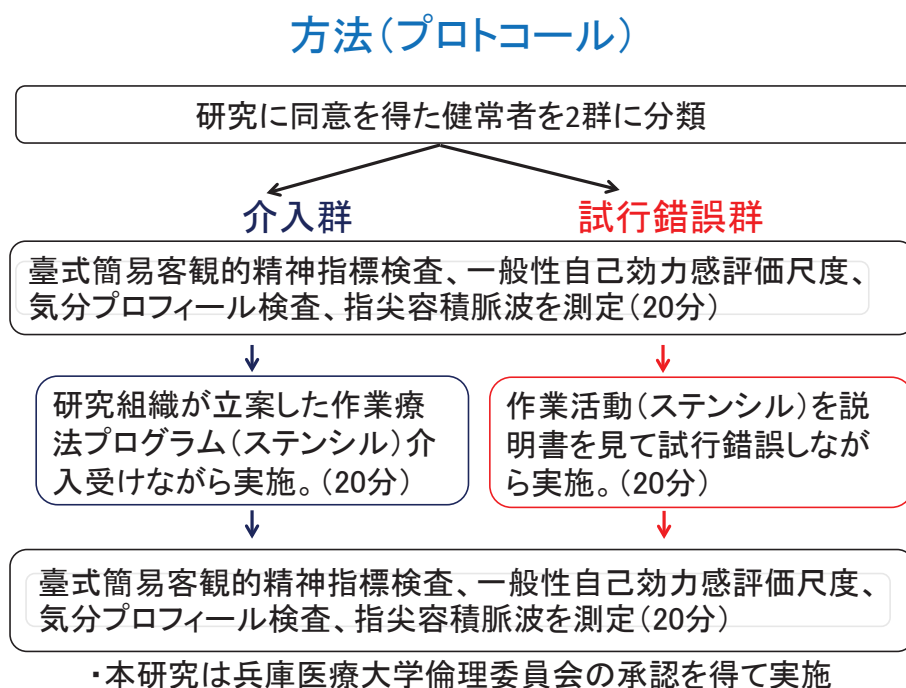 方法（プロトコール）
研究に同意を得た健常者を2群に分類
介入群
試行錯誤群
臺式簡易客観的精神指標検査、一般性自己効力感評価尺度、
気分プロフィール検査、指尖容積脈波を測定（20分）
研究組織が立案した作業療
法プログラム（ステンシル）介
入受けながら実施。（20分）
作業活動（ステンシル）を説
明書を見て試行錯誤しなが
ら実施。（20分）
臺式簡易客観的精神指標検査、一般性自己効力感評価尺度、
気分プロフィール検査、指尖容積脈波を測定（20分）
・本研究は兵庫医療大学倫理委員会の承認を得て実施